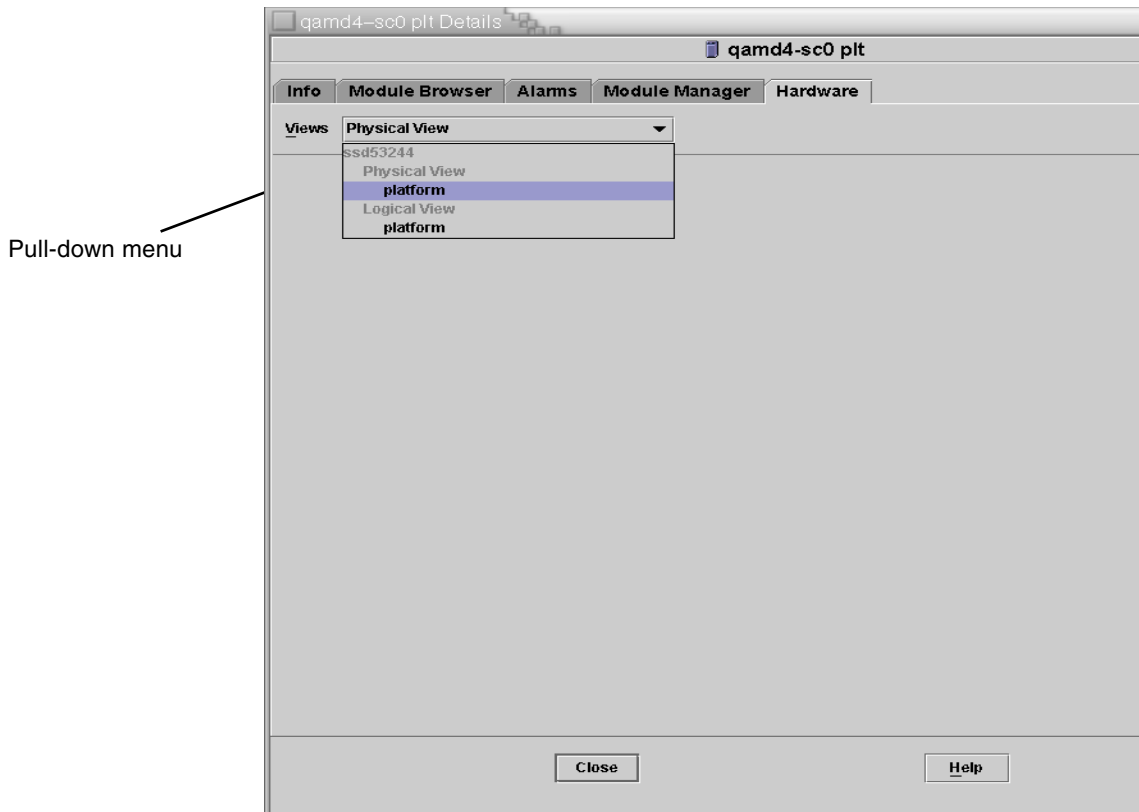 qamd4–sc0 plt Details
qamd4-sc0 plt
Info Module Browser Alarms Module Manager Hardware
Views Physical View
ssd53244
Physical View
platform
Logical View
platform
Pull-down menu
Close Help